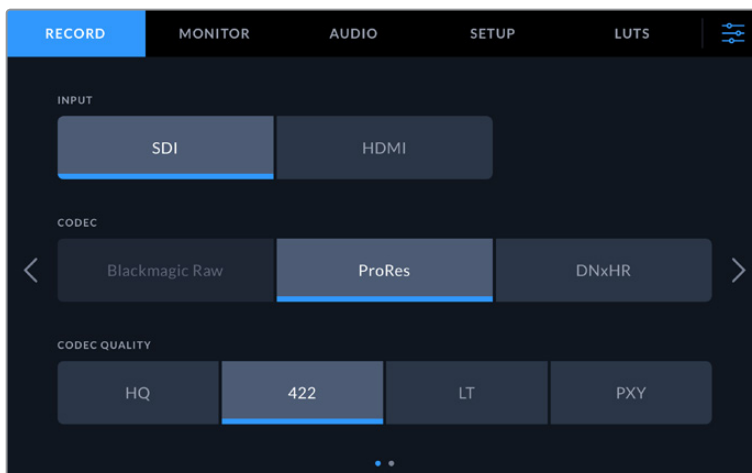 RECORD MONITOR AUDIO SETUP LUTS
INPUT
SDI HDMI
CODEC
Blackmagic Raw ProRes DNxHR
CODEC QUALITY
HQ 422 LT PXY